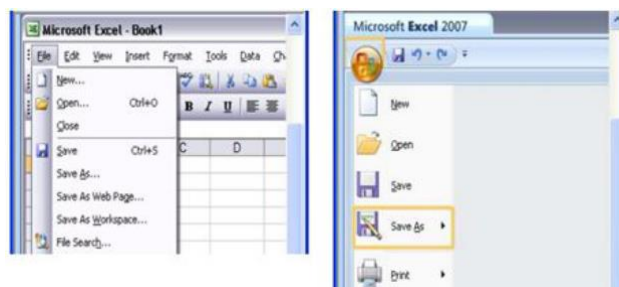 Microsoft Excel - Book1
File Edit View Insert Format Tools Data
New...
Open... Ctrl+O
B I U
Close
Save Ctrl+S
C D
Save As...
Save As Web Page...
Save As Workspace...
File Search...
Microsoft Excel 2007
New
Open
Save
Save As
Print